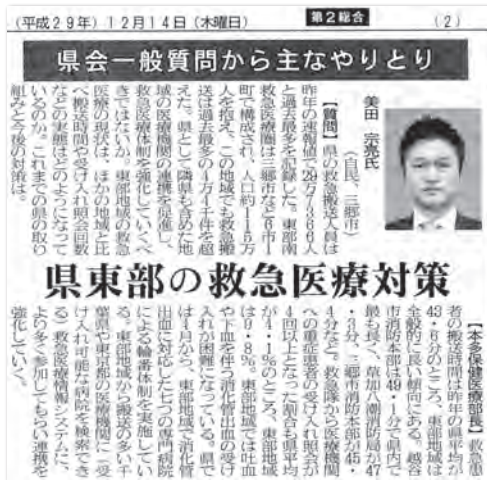 (平成29年)12月14日(木曜日) 第2総合 (2)
県会一般質問から主なやりとり
美田 宗亮氏
(自民、三郷市)
【質問】県の救急搬送人員は
昨年の速報値で29万7366人
と過去最多を記録した。東部南
救急医療圏は三郷市など6市1
町で構成され、人口約115万
人を抱え、この地域でも救急搬
送は過去最多の4万4千件を超
えた。県として隣県も含めた地
域の医療機関の連携を促進し、
救急医療体制を強化していくべ
きではないか。東部地域の救急
医療の現状は、ほかの地域と比
べ搬送時間や受け入れ照会回数
などの実態はどのようになって
いるのか。これまでの県の取り
組みと今後の対策は。
県東部の救急医療対策
【本多保健医療部長】救急患
者の搬送時間は昨年の県平均が
43・6分のところ、東部地域は
全般的に長い傾向にある。越谷
市消防本部は49・1分で県内で
最も長く、草加八潮消防局が47
・3分、三郷市消防本部が45・
4分など。救急隊から医療機関
への重症患者の受け入れ照会が
4回以上となった割合も県平均
が4・1%のところ、東部地域
は9・8%。東部地域では吐血
や下血を伴う消化管出血の受け
入れが困難になっている。県で
は4月から、東部地域で消化管
出血に対応した七つの専門病院
による輪番体制を実施してい
る。東部地域から搬送の多い千
葉県や東京都の医療機関に(受
け入れ可能な病院を検索でき
る)救急医療情報システムに、
より多く参加してもらい連携を
強化していく。